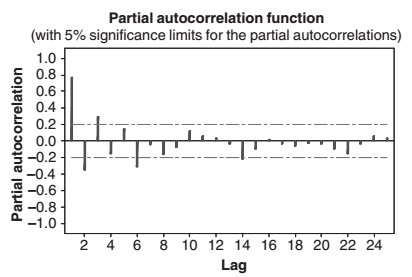 Partial autocorrelation function
(with 5% significance limits for the partial autocorrelations)
Partial autocorrelation
1.0
0.8
0.6
0.4
0.2
0.0
−0.2
−0.4
−0.6
−0.8
−1.0
2 4 6 8 10 12 14 16 18 20 22 24
Lag